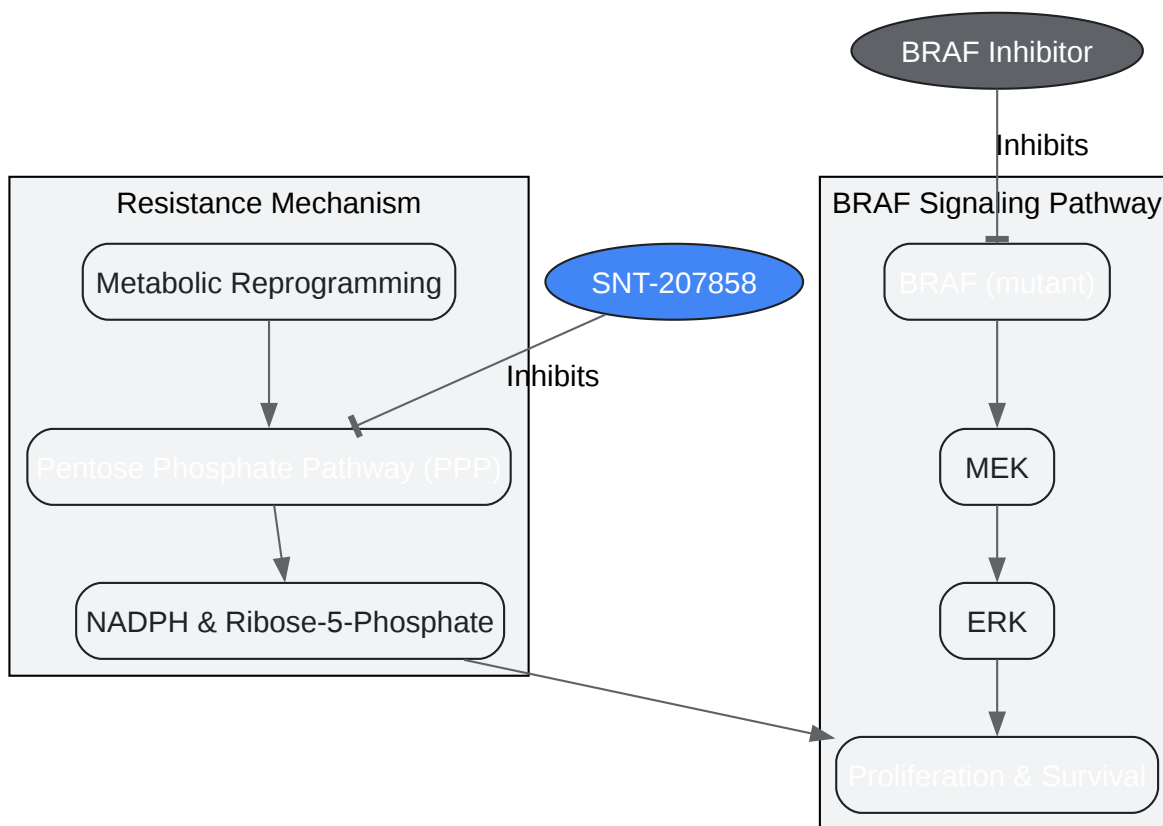 BRAF Inhibitor
Inhibits
Resistance Mechanism
BRAF Signaling Pathway
Metabolic Reprogramming
SNT-207858
BRAF (mutant)
Inhibits
Pentose Phosphate Pathway (PPP)
MEK
NADPH & Ribose-5-Phosphate
ERK
Proliferation & Survival